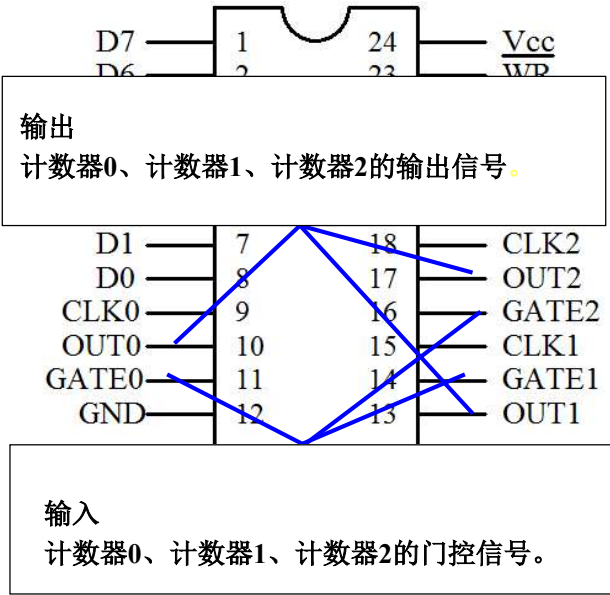 D7 1 24 Vcc
D6 2 23 WR
输出
计数器0、计数器1、计数器2的输出信号。
D1 7 18 CLK2
D0 8 17 OUT2
CLK0 9 16 GATE2
OUT0 10 15 CLK1
GATE0 11 14 GATE1
GND 12 13 OUT1
输入
计数器0、计数器1、计数器2的门控信号。